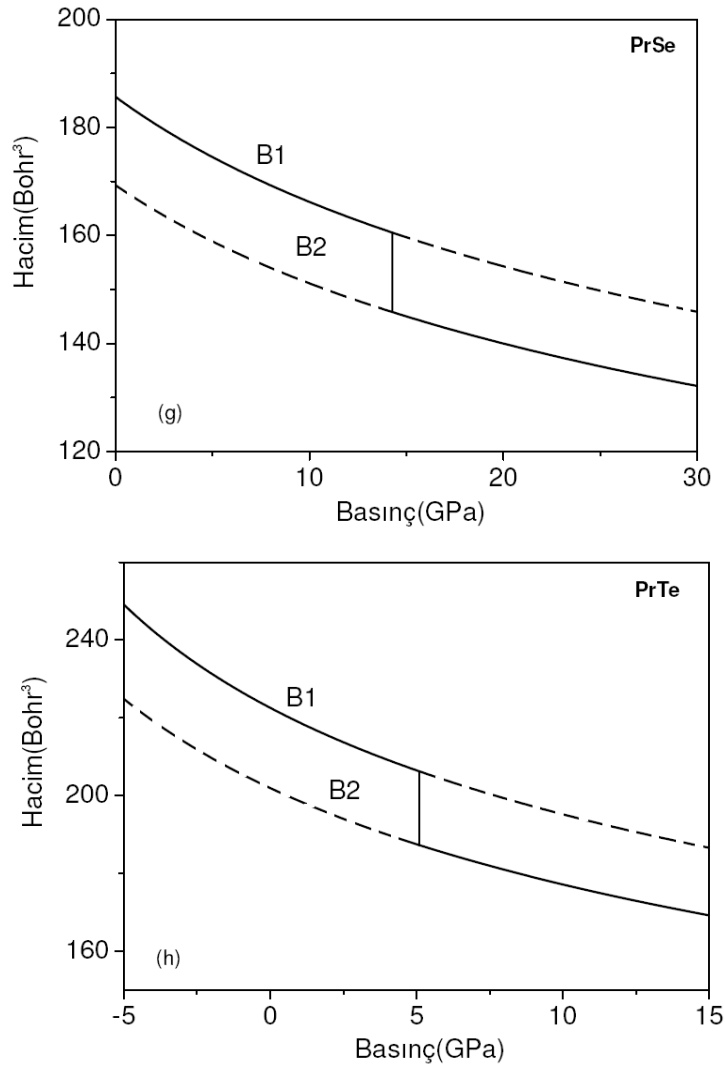 PrSe
200
180
160
140
120
Hacim(Bohr³)
B1
B2
(g)
0
10
20
30
Basınç(GPa)
PrTe
240
200
160
Hacim(Bohr³)
B1
B2
(h)
-5
0
5
10
15
Basınç(GPa)